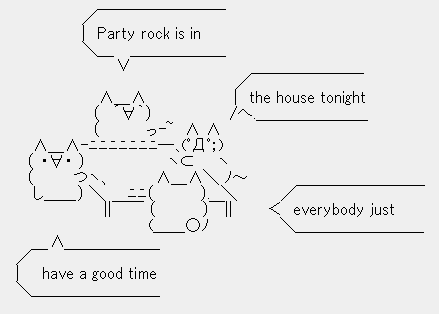 Party rock is in
the house tonight
everybody just
have a good time